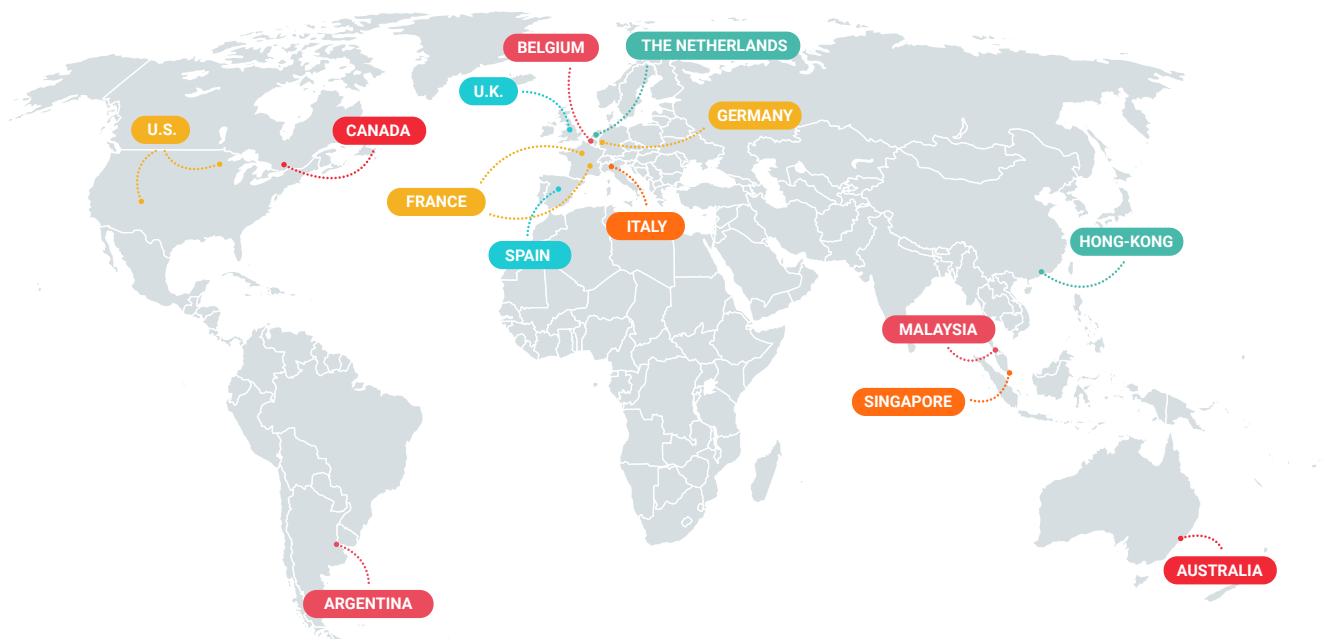 BELGIUM
THE NETHERLANDS
U.K.
GERMANY
U.S.
CANADA
FRANCE
ITALY
SPAIN
HONG-KONG
MALAYSIA
SINGAPORE
AUSTRALIA
ARGENTINA